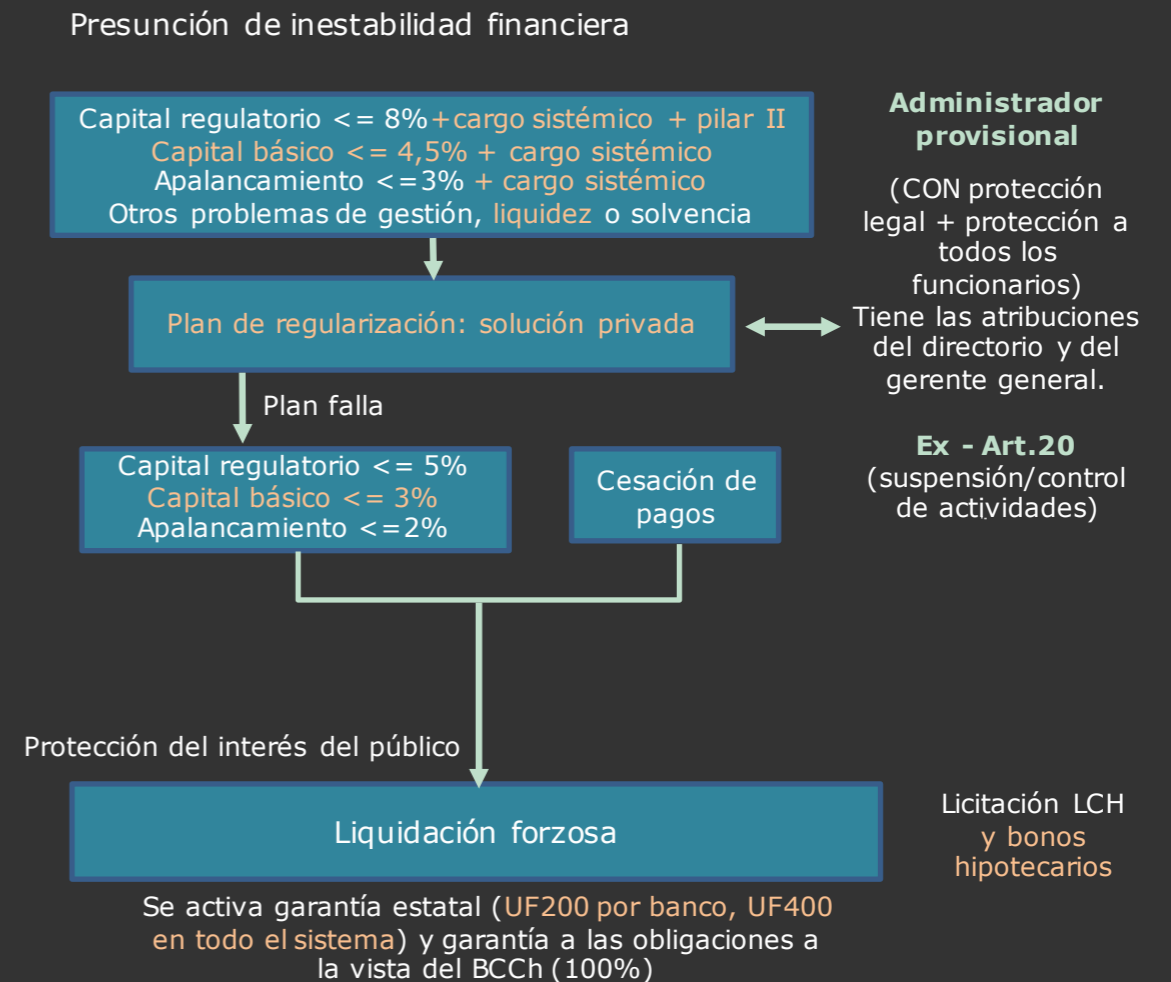 Presunción de inestabilidad financiera
Capital regulatorio <= 8%+cargo sistémico + pilar II
Capital básico <= 4,5% + cargo sistémico
Apalancamiento <=3% + cargo sistémico
Otros problemas de gestión, liquidez o solvencia
Administrador
provisional
(CON protección
legal + protección a
todos los
funcionarios)
Tiene las atribuciones
del directorio y del
gerente general.
Plan de regularización: solución privada
Plan falla
Ex - Art.20
(suspensión/control
de actividades)
Capital regulatorio <= 5%
Capital básico <= 3%
Apalancamiento <=2%
Cesación de
pagos
Protección del interés del público
Liquidación forzosa
Licitación LCH
y bonos
hipotecarios
Se activa garantía estatal (UF200 por banco, UF400
en todo el sistema) y garantía a las obligaciones a
la vista del BCCh (100%)